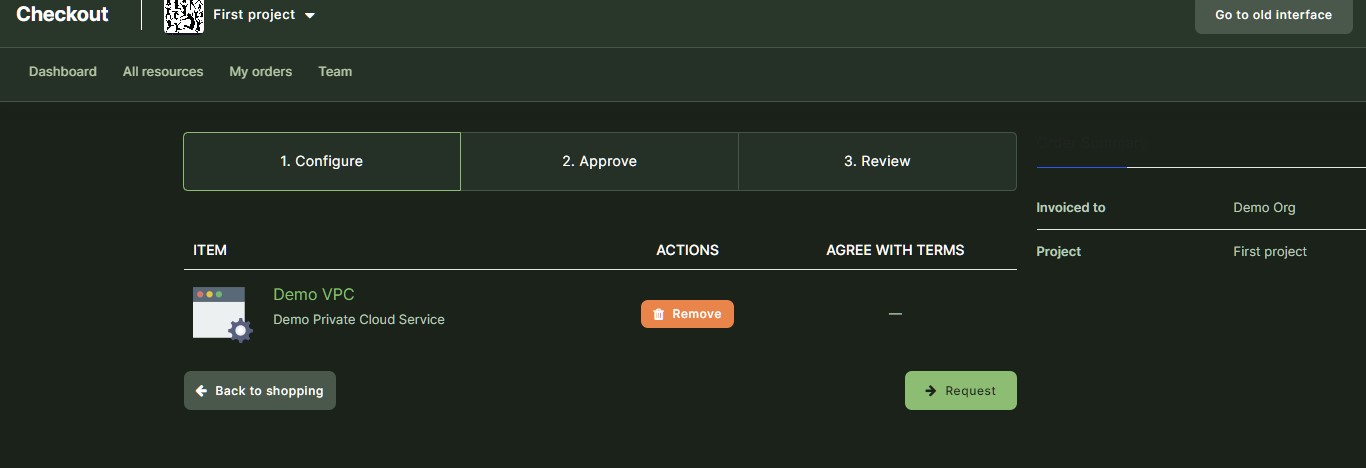 Checkout
First project
Go to old interface
Dashboard
All resources
My orders
Team
1. Configure
2. Approve
3. Review
Invoiced to
Demo Org
Project
First project
ITEM
ACTIONS
AGREE WITH TERMS
Demo VPC
Demo Private Cloud Service
Remove
—
Back to shopping
Request